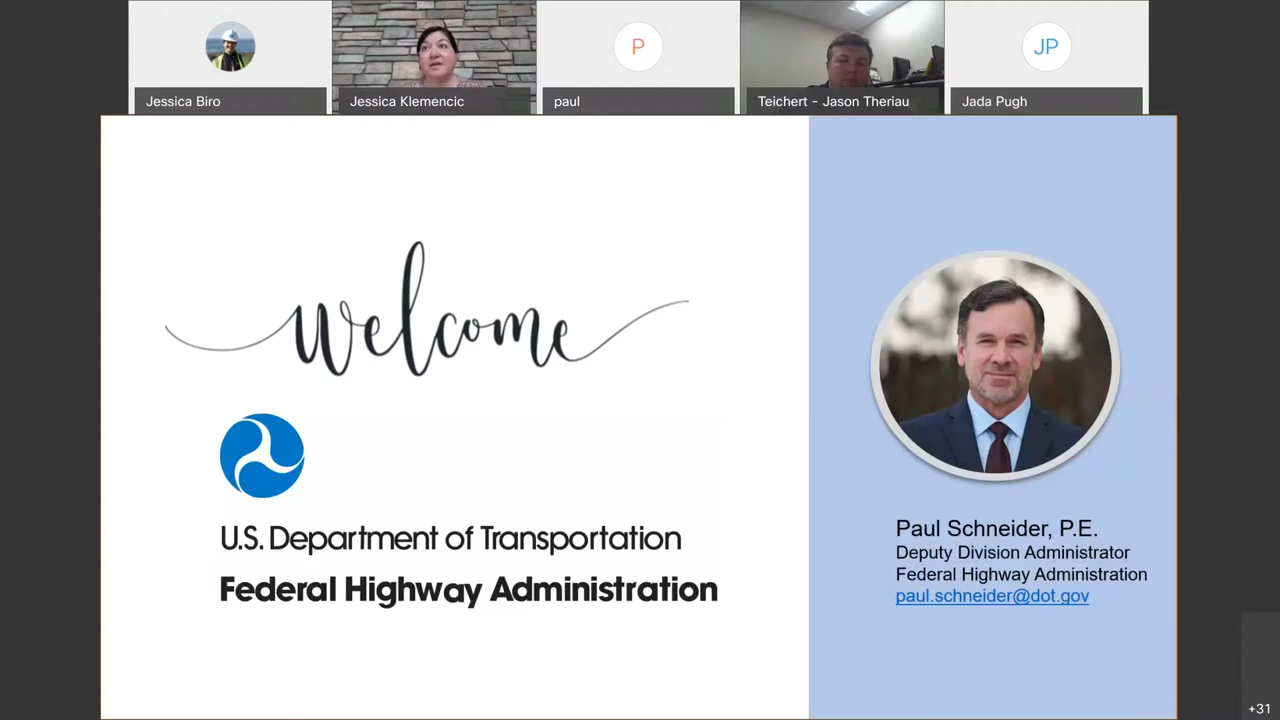 Jessica Biro
Jessica Klemencic
P
paul
Teichert - Jason Theriau
JP
Jada Pugh
welcome
U.S. Department of Transportation
Federal Highway Administration
Paul Schneider, P.E.
Deputy Division Administrator
Federal Highway Administration
paul.schneider@dot.gov
+31